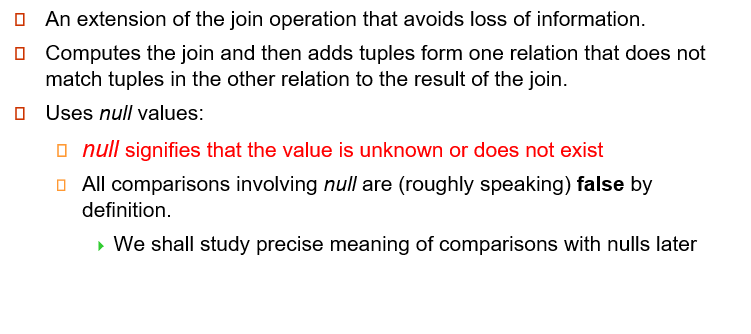 An extension of the join operation that avoids loss of information.
Computes the join and then adds tuples form one relation that does not
match tuples in the other relation to the result of the join.
Uses null values:
null signifies that the value is unknown or does not exist
All comparisons involving null are (roughly speaking) false by
definition.
We shall study precise meaning of comparisons with nulls later